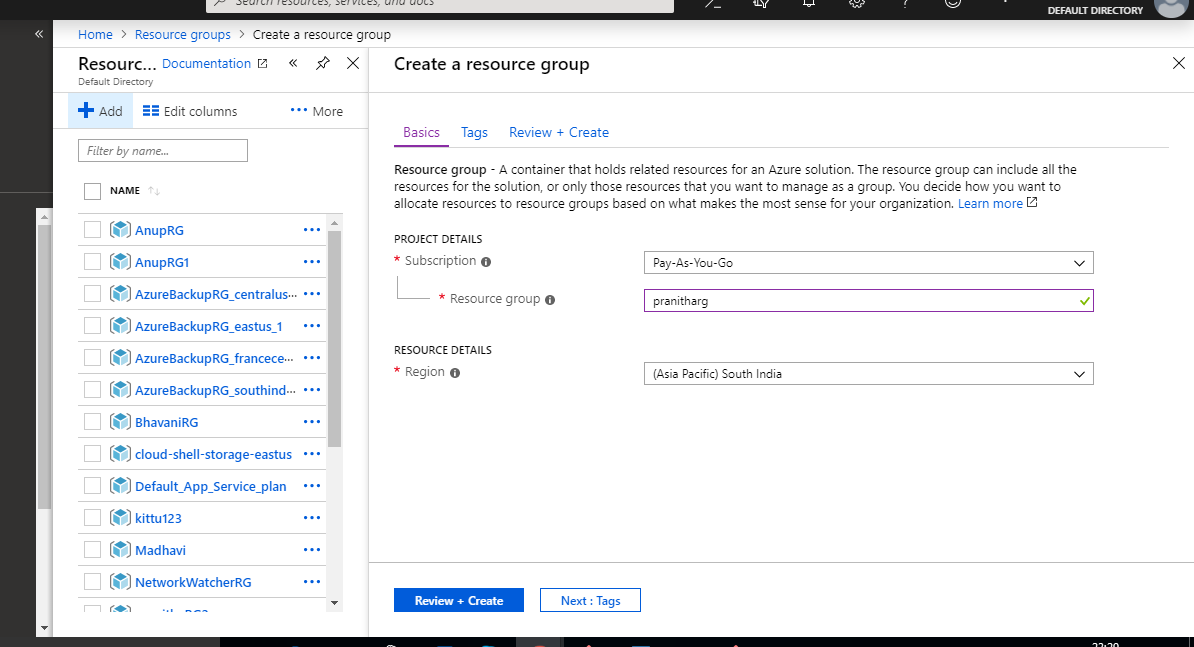 Search resources, services, and docs
DEFAULT DIRECTORY
Home > Resource groups > Create a resource group
Resourc... Documentation
Default Directory
Add Edit columns ... More
Filter by name...
NAME
AnupRG
AnupRG1
AzureBackupRG_centralus...
AzureBackupRG_eastus_1
AzureBackupRG_francece...
AzureBackupRG_southind...
BhavaniRG
cloud-shell-storage-eastus
Default_App_Service_plan
kittu123
Madhavi
NetworkWatcherRG
Create a resource group
Basics Tags Review + Create
Resource group - A container that holds related resources for an Azure solution. The resource group can include all the
resources for the solution, or only those resources that you want to manage as a group. You decide how you want to
allocate resources to resource groups based on what makes the most sense for your organization. Learn more
PROJECT DETAILS
* Subscription
Pay-As-You-Go
* Resource group
pranitharg
RESOURCE DETAILS
* Region
(Asia Pacific) South India
Review + Create Next : Tags